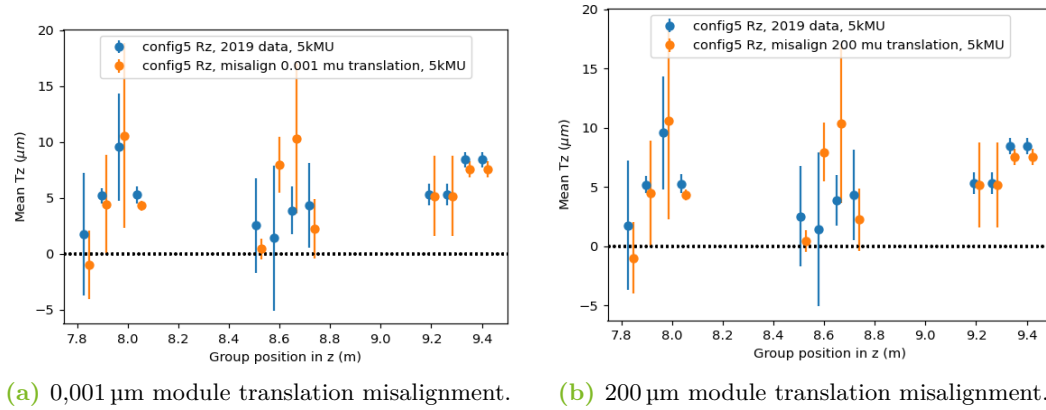 20
15
10
5
0
−5
Mean Tz (μm)
config5 Rz, 2019 data, 5kMU
config5 Rz, misalign 0.001 mu translation, 5kMU
7.8 8.0 8.2 8.4 8.6 8.8 9.0 9.2 9.4
Group position in z (m)
(a) 0,001 µm module translation misalignment.
20
15
10
5
0
−5
Mean Tz (μm)
config5 Rz, 2019 data, 5kMU
config5 Rz, misalign 200 mu translation, 5kMU
7.8 8.0 8.2 8.4 8.6 8.8 9.0 9.2 9.4
Group position in z (m)
(b) 200 µm module translation misalignment.